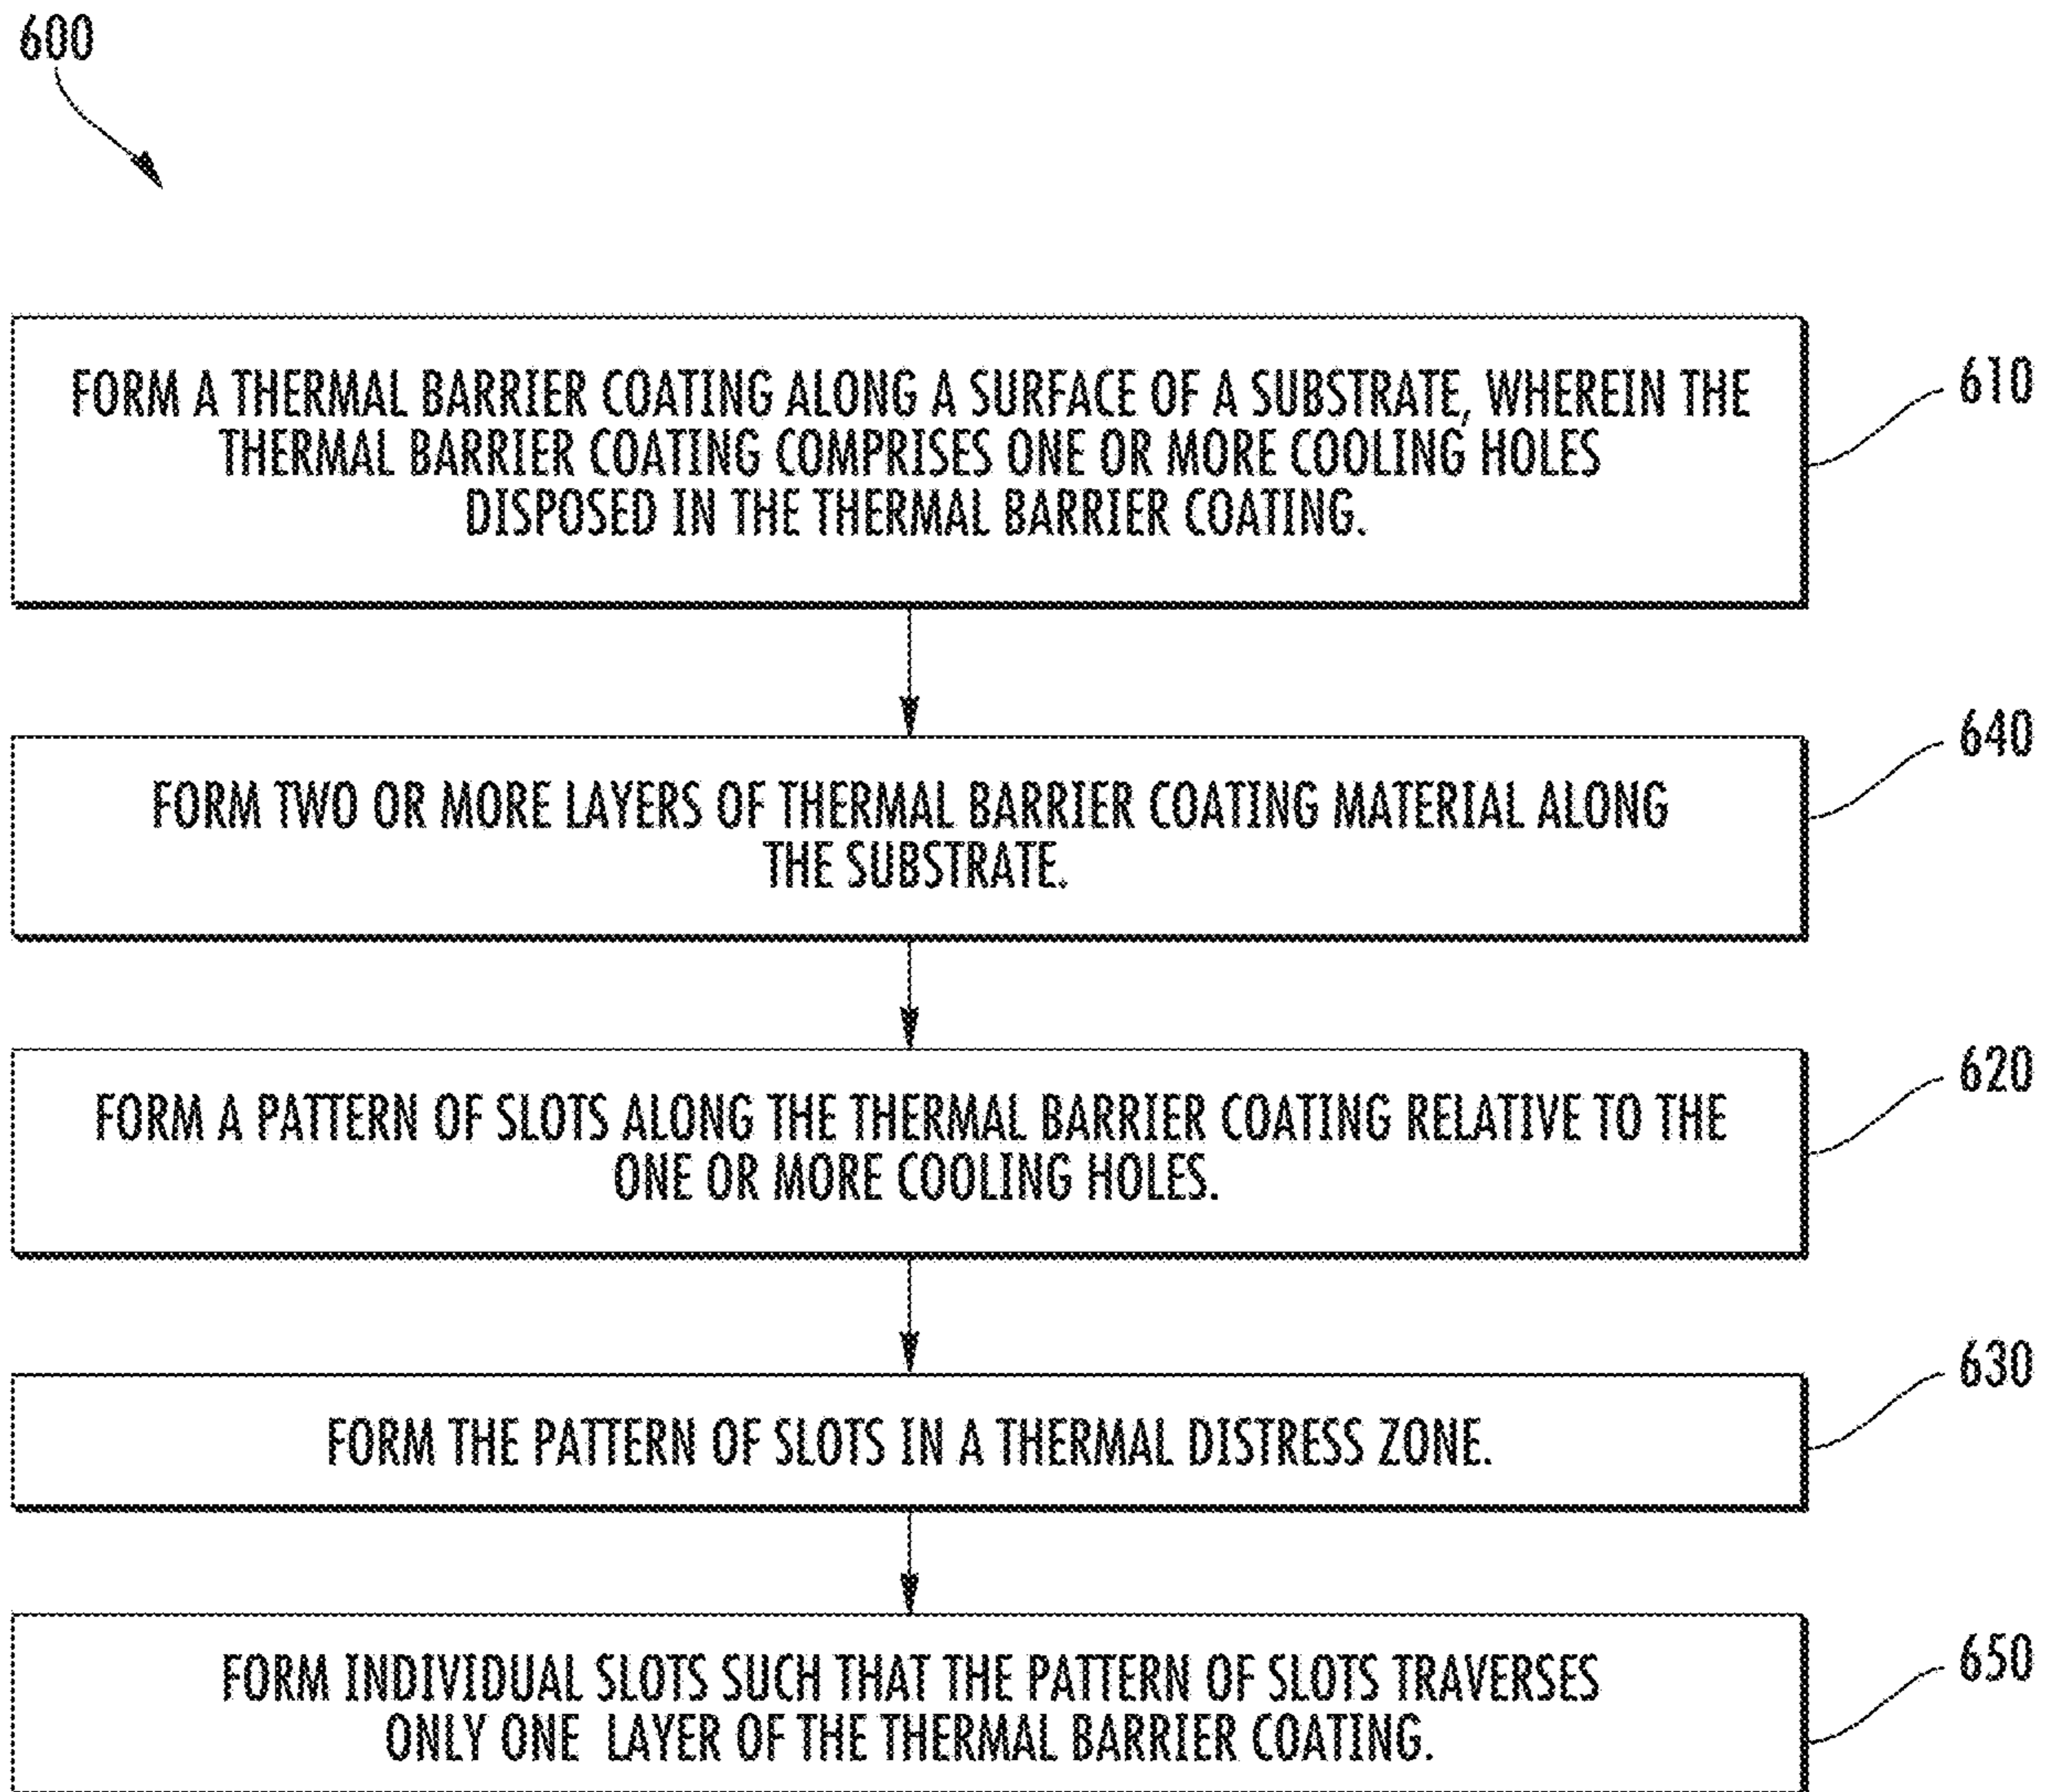 600
FORM A THERMAL BARRIER COATING ALONG A SURFACE OF A SUBSTRATE, WHEREIN THE
THERMAL BARRIER COATING COMPRISES ONE OR MORE COOLING HOLES
DISPOSED IN THE THERMAL BARRIER COATING.
610
FORM TWO OR MORE LAYERS OF THERMAL BARRIER COATING MATERIAL ALONG
THE SUBSTRATE.
640
FORM A PATTERN OF SLOTS ALONG THE THERMAL BARRIER COATING RELATIVE TO THE
ONE OR MORE COOLING HOLES.
620
FORM THE PATTERN OF SLOTS IN A THERMAL DISTRESS ZONE.
630
FORM INDIVIDUAL SLOTS SUCH THAT THE PATTERN OF SLOTS TRAVERSES
ONLY ONE LAYER OF THE THERMAL BARRIER COATING.
650